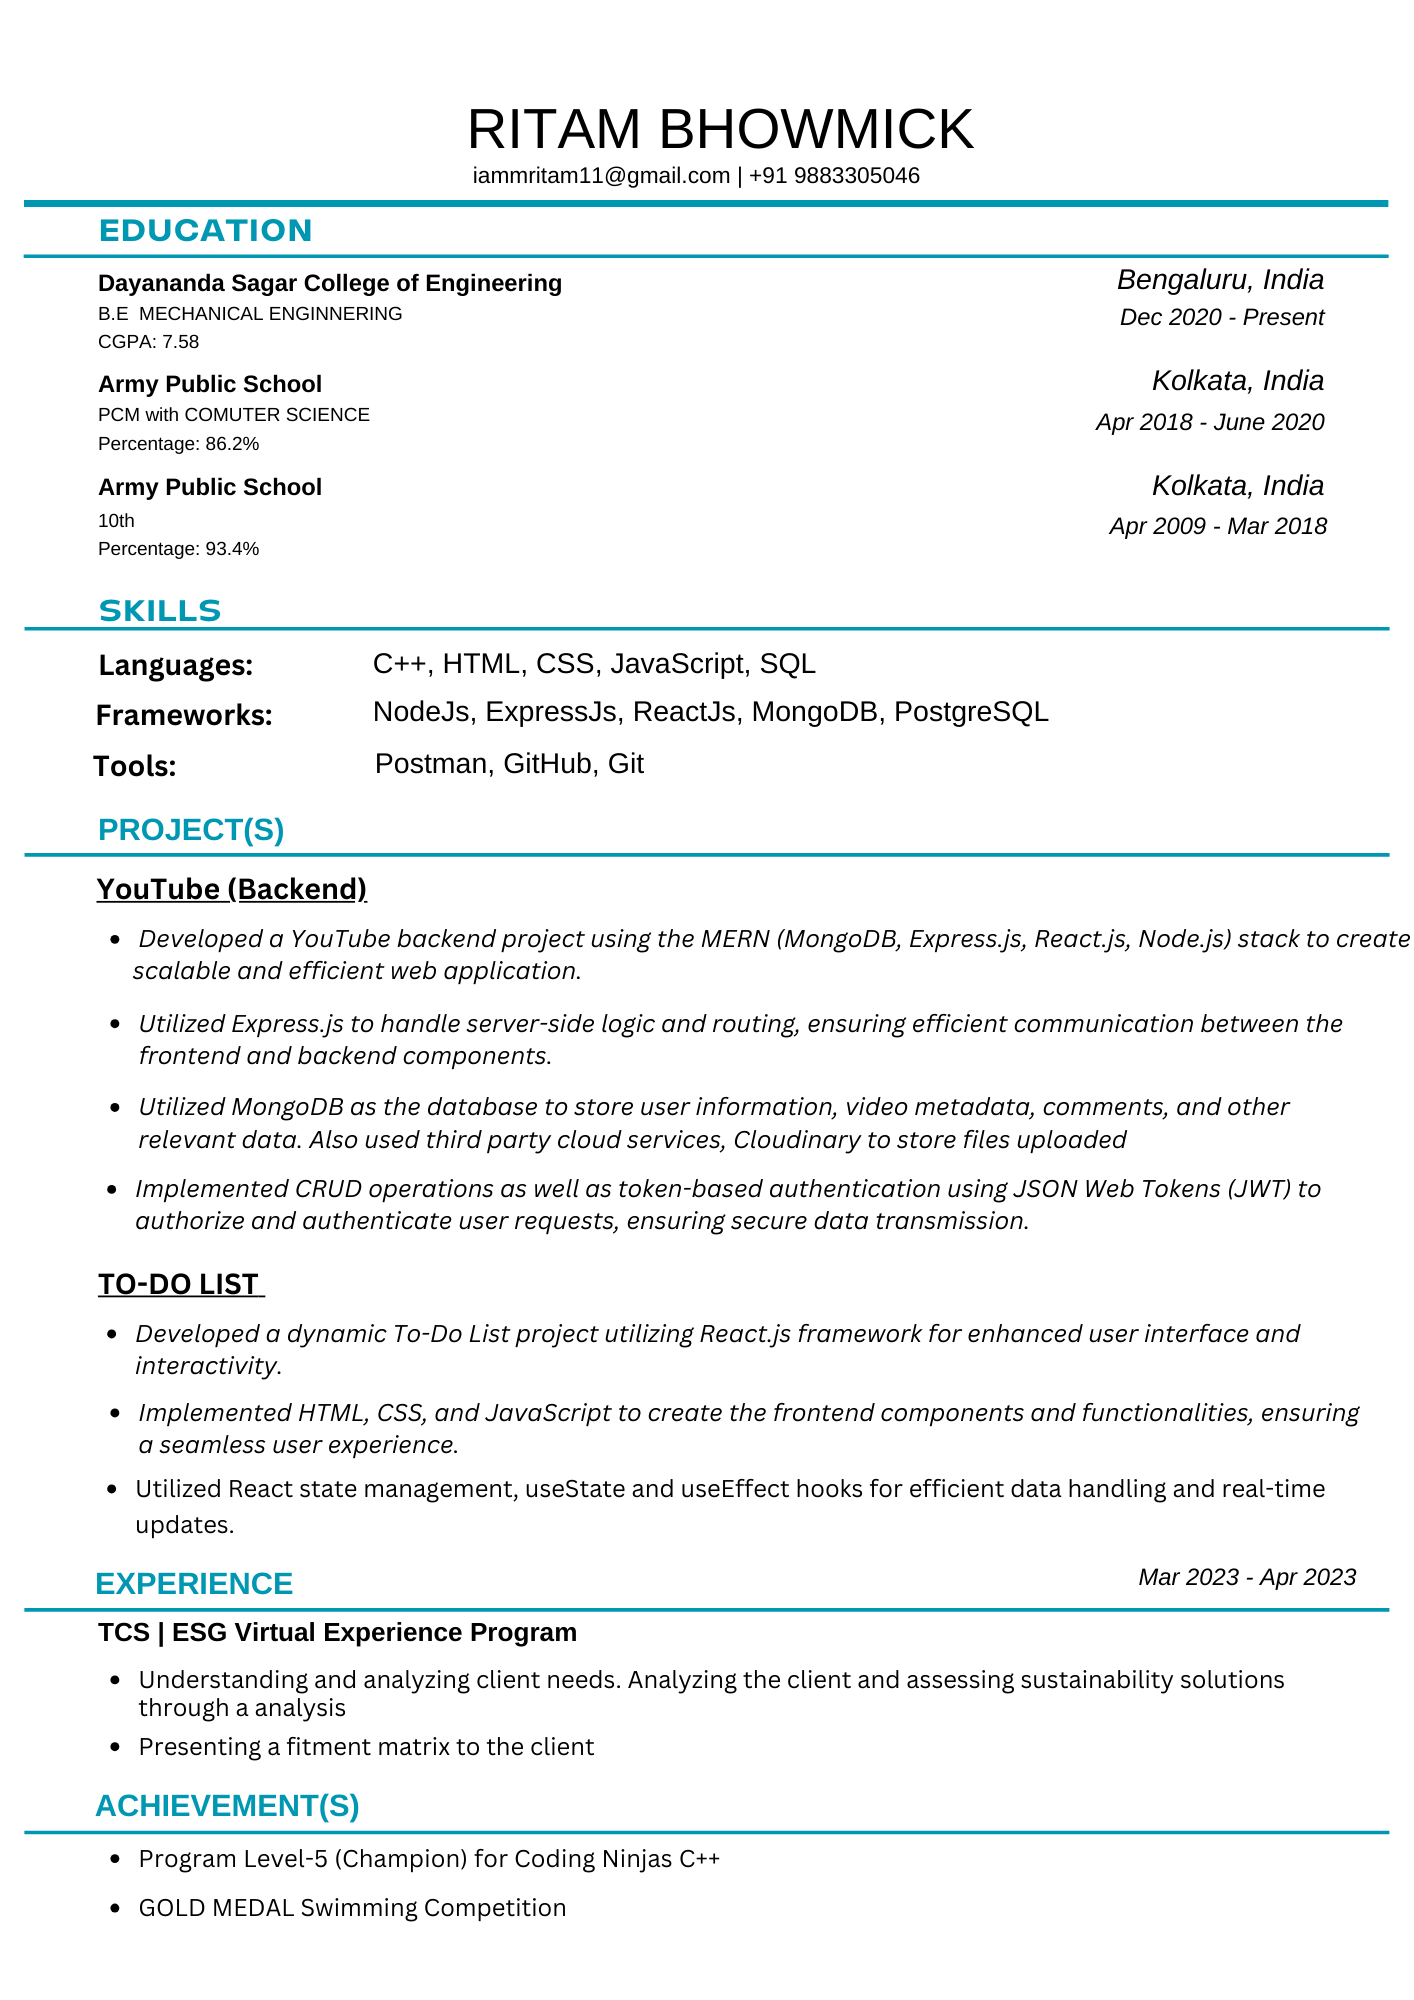 RITAM BHOWMICK
iammritam11@gmail.com | +91 9883305046
EDUCATION
Dayananda Sagar College of Engineering
Bengaluru, India
B.E  MECHANICAL ENGINNERING
Dec 2020 - Present
CGPA: 7.58
Army Public School
Kolkata, India
PCM with COMUTER SCIENCE
Apr 2018 - June 2020
Percentage: 86.2%
Army Public School
Kolkata, India
10th
Apr 2009 - Mar 2018
Percentage: 93.4%
SKILLS
Languages: C++, HTML, CSS, JavaScript, SQL
Frameworks: NodeJs, ExpressJs, ReactJs, MongoDB, PostgreSQL
Tools: Postman, GitHub, Git
PROJECT(S)
YouTube (Backend)
• Developed a YouTube backend project using the MERN (MongoDB, Express.js, React.js, Node.js) stack to create
scalable and efficient web application.
• Utilized Express.js to handle server-side logic and routing, ensuring efficient communication between the
frontend and backend components.
• Utilized MongoDB as the database to store user information, video metadata, comments, and other
relevant data. Also used third party cloud services, Cloudinary to store files uploaded
• Implemented CRUD operations as well as token-based authentication using JSON Web Tokens (JWT) to
authorize and authenticate user requests, ensuring secure data transmission.
TO-DO LIST
• Developed a dynamic To-Do List project utilizing React.js framework for enhanced user interface and
interactivity.
• Implemented HTML, CSS, and JavaScript to create the frontend components and functionalities, ensuring
a seamless user experience.
• Utilized React state management, useState and useEffect hooks for efficient data handling and real-time
updates.
EXPERIENCE
Mar 2023 - Apr 2023
TCS | ESG Virtual Experience Program
• Understanding and analyzing client needs. Analyzing the client and assessing sustainability solutions
through a analysis
• Presenting a fitment matrix to the client
ACHIEVEMENT(S)
• Program Level-5 (Champion) for Coding Ninjas C++
• GOLD MEDAL Swimming Competition